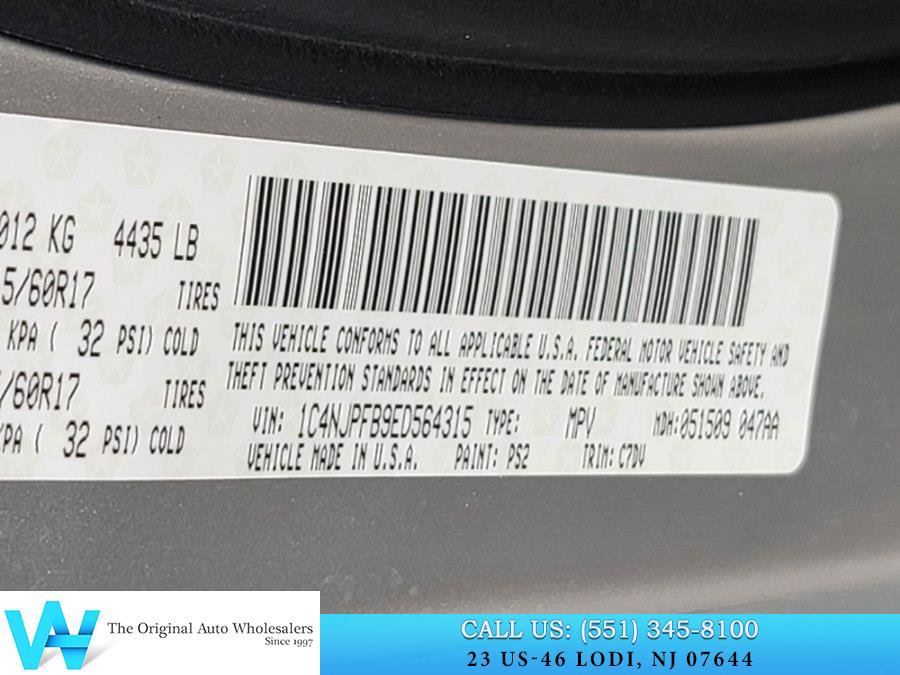 012 KG 4435 LB
5/60R17 TIRES
KPA ( 32 PSI) COLD
/60R17 TIRES
KPA ( 32 PSI) COLD
THIS VEHICLE CONFORMS TO ALL APPLICABLE U.S.A. FEDERAL MOTOR VEHICLE SAFETY AND
THEFT PREVENTION STANDARDS IN EFFECT ON THE DATE OF MANUFACTURE SHOWN ABOVE.
VIN: 1C4NJPFB9ED564315 TYPE: MPV MDH:051509 047AA
VEHICLE MADE IN U.S.A. PAINT: PS2 TRIM: C7DV
The Original Auto Wholesalers
Since 1997
CALL US: (551) 345-8100
23 US-46 LODI, NJ 07644